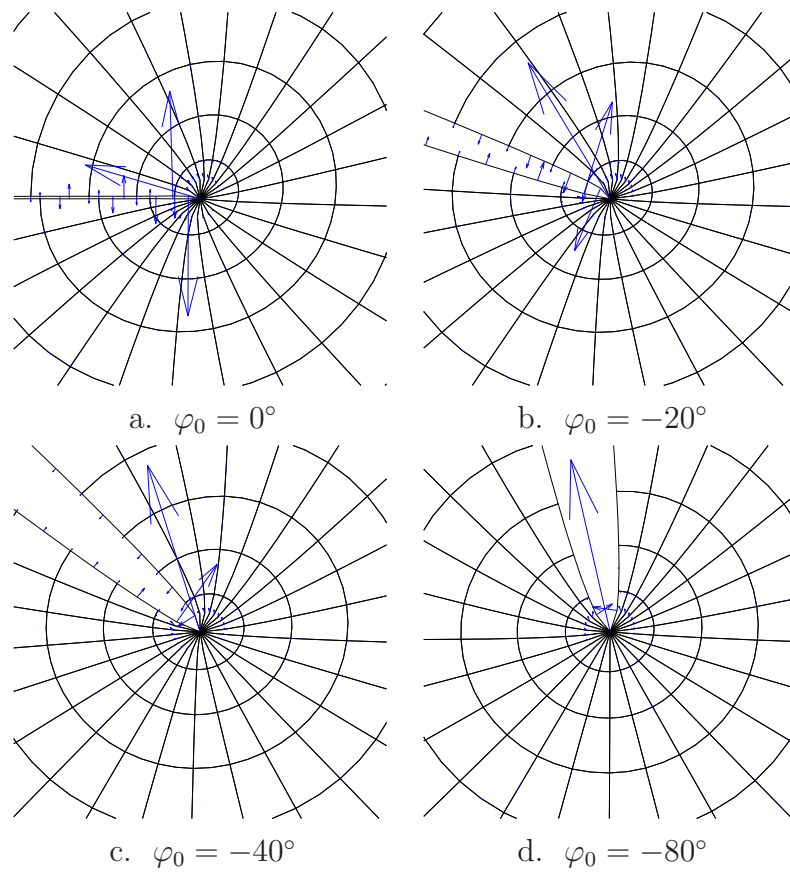 a. φ₀ = 0°
b. φ₀ = −20°
c. φ₀ = −40°
d. φ₀ = −80°